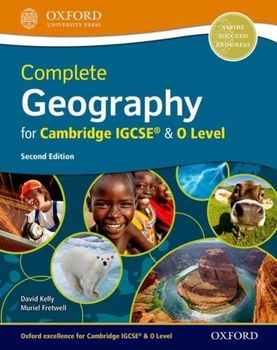 OXFORD
UNIVERSITY PRESS
ASPIRE
SUCCEED
PROGRESS
Complete
Geography
for Cambridge IGCSE® & O Level
Second Edition
David Kelly
Muriel Fretwell
Oxford excellence for Cambridge IGCSE® & O Level
OXFORD